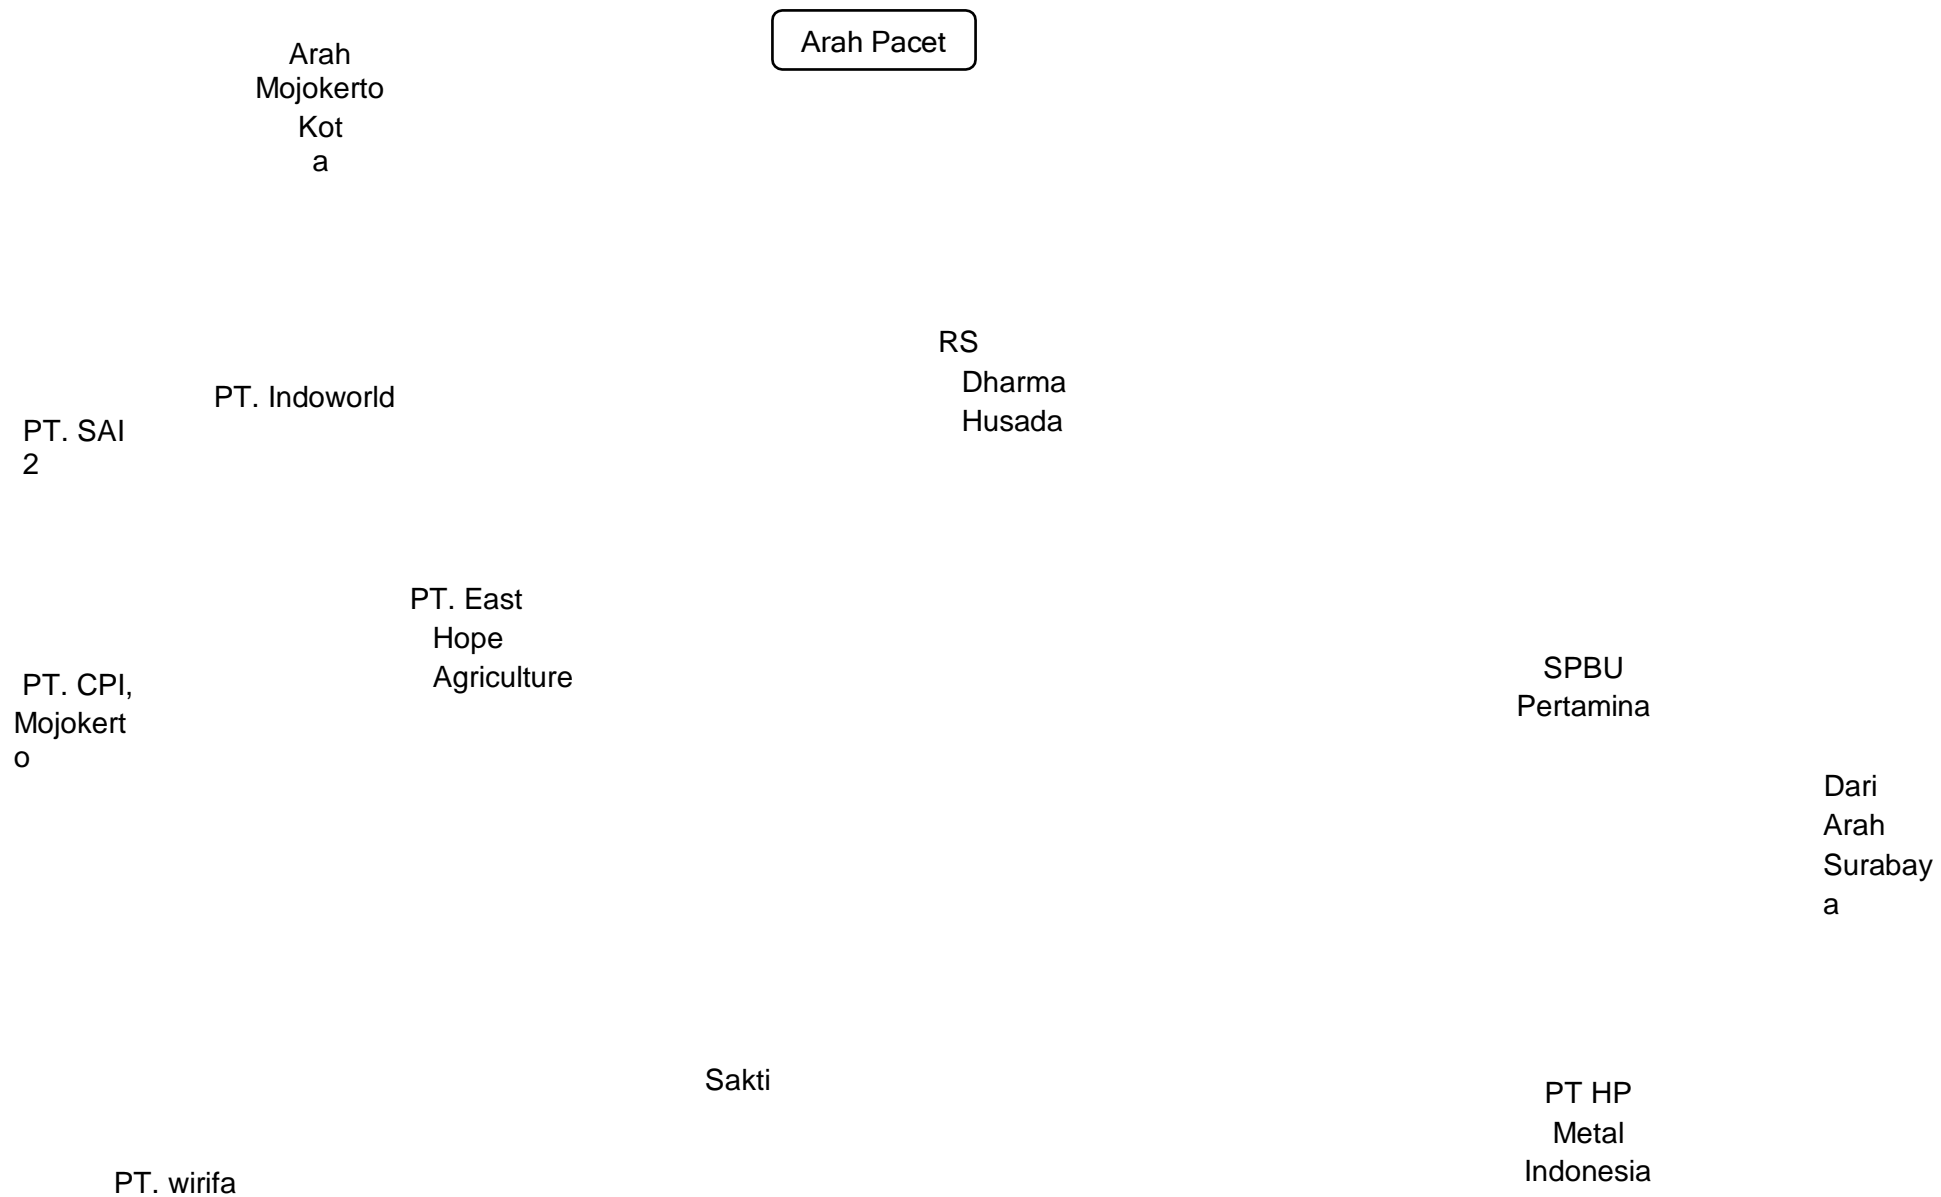 Arah Pacet
Arah
Mojokerto
Kot
a
RS
Dharma
Husada
PT. Indoworld
PT. SAI
2
PT. East
Hope
Agriculture
PT. CPI,
Mojokert
o
SPBU
Pertamina
Dari
Arah
Surabay
a
Sakti
PT HP
Metal
Indonesia
PT. wirifa